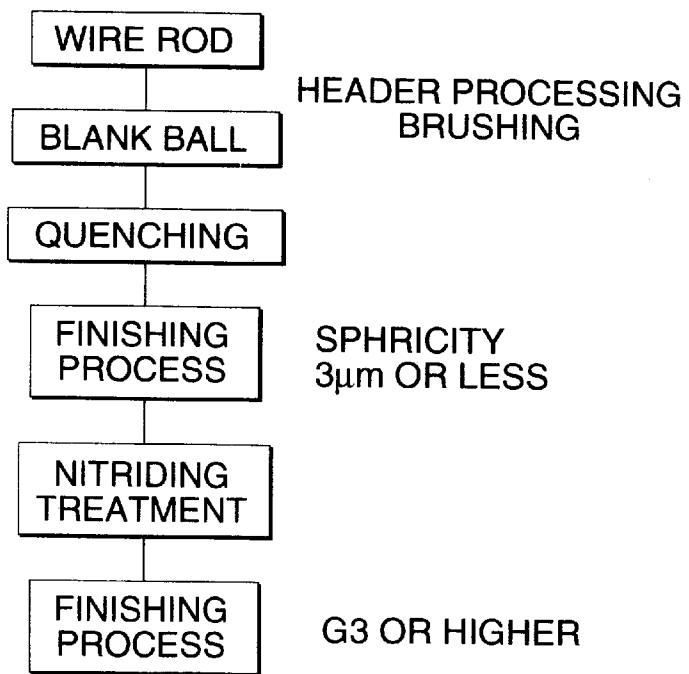 WIRE ROD
HEADER PROCESSING
BRUSHING
BLANK BALL
QUENCHING
FINISHING
PROCESS
SPHRICITY
3μm OR LESS
NITRIDING
TREATMENT
FINISHING
PROCESS
G3 OR HIGHER